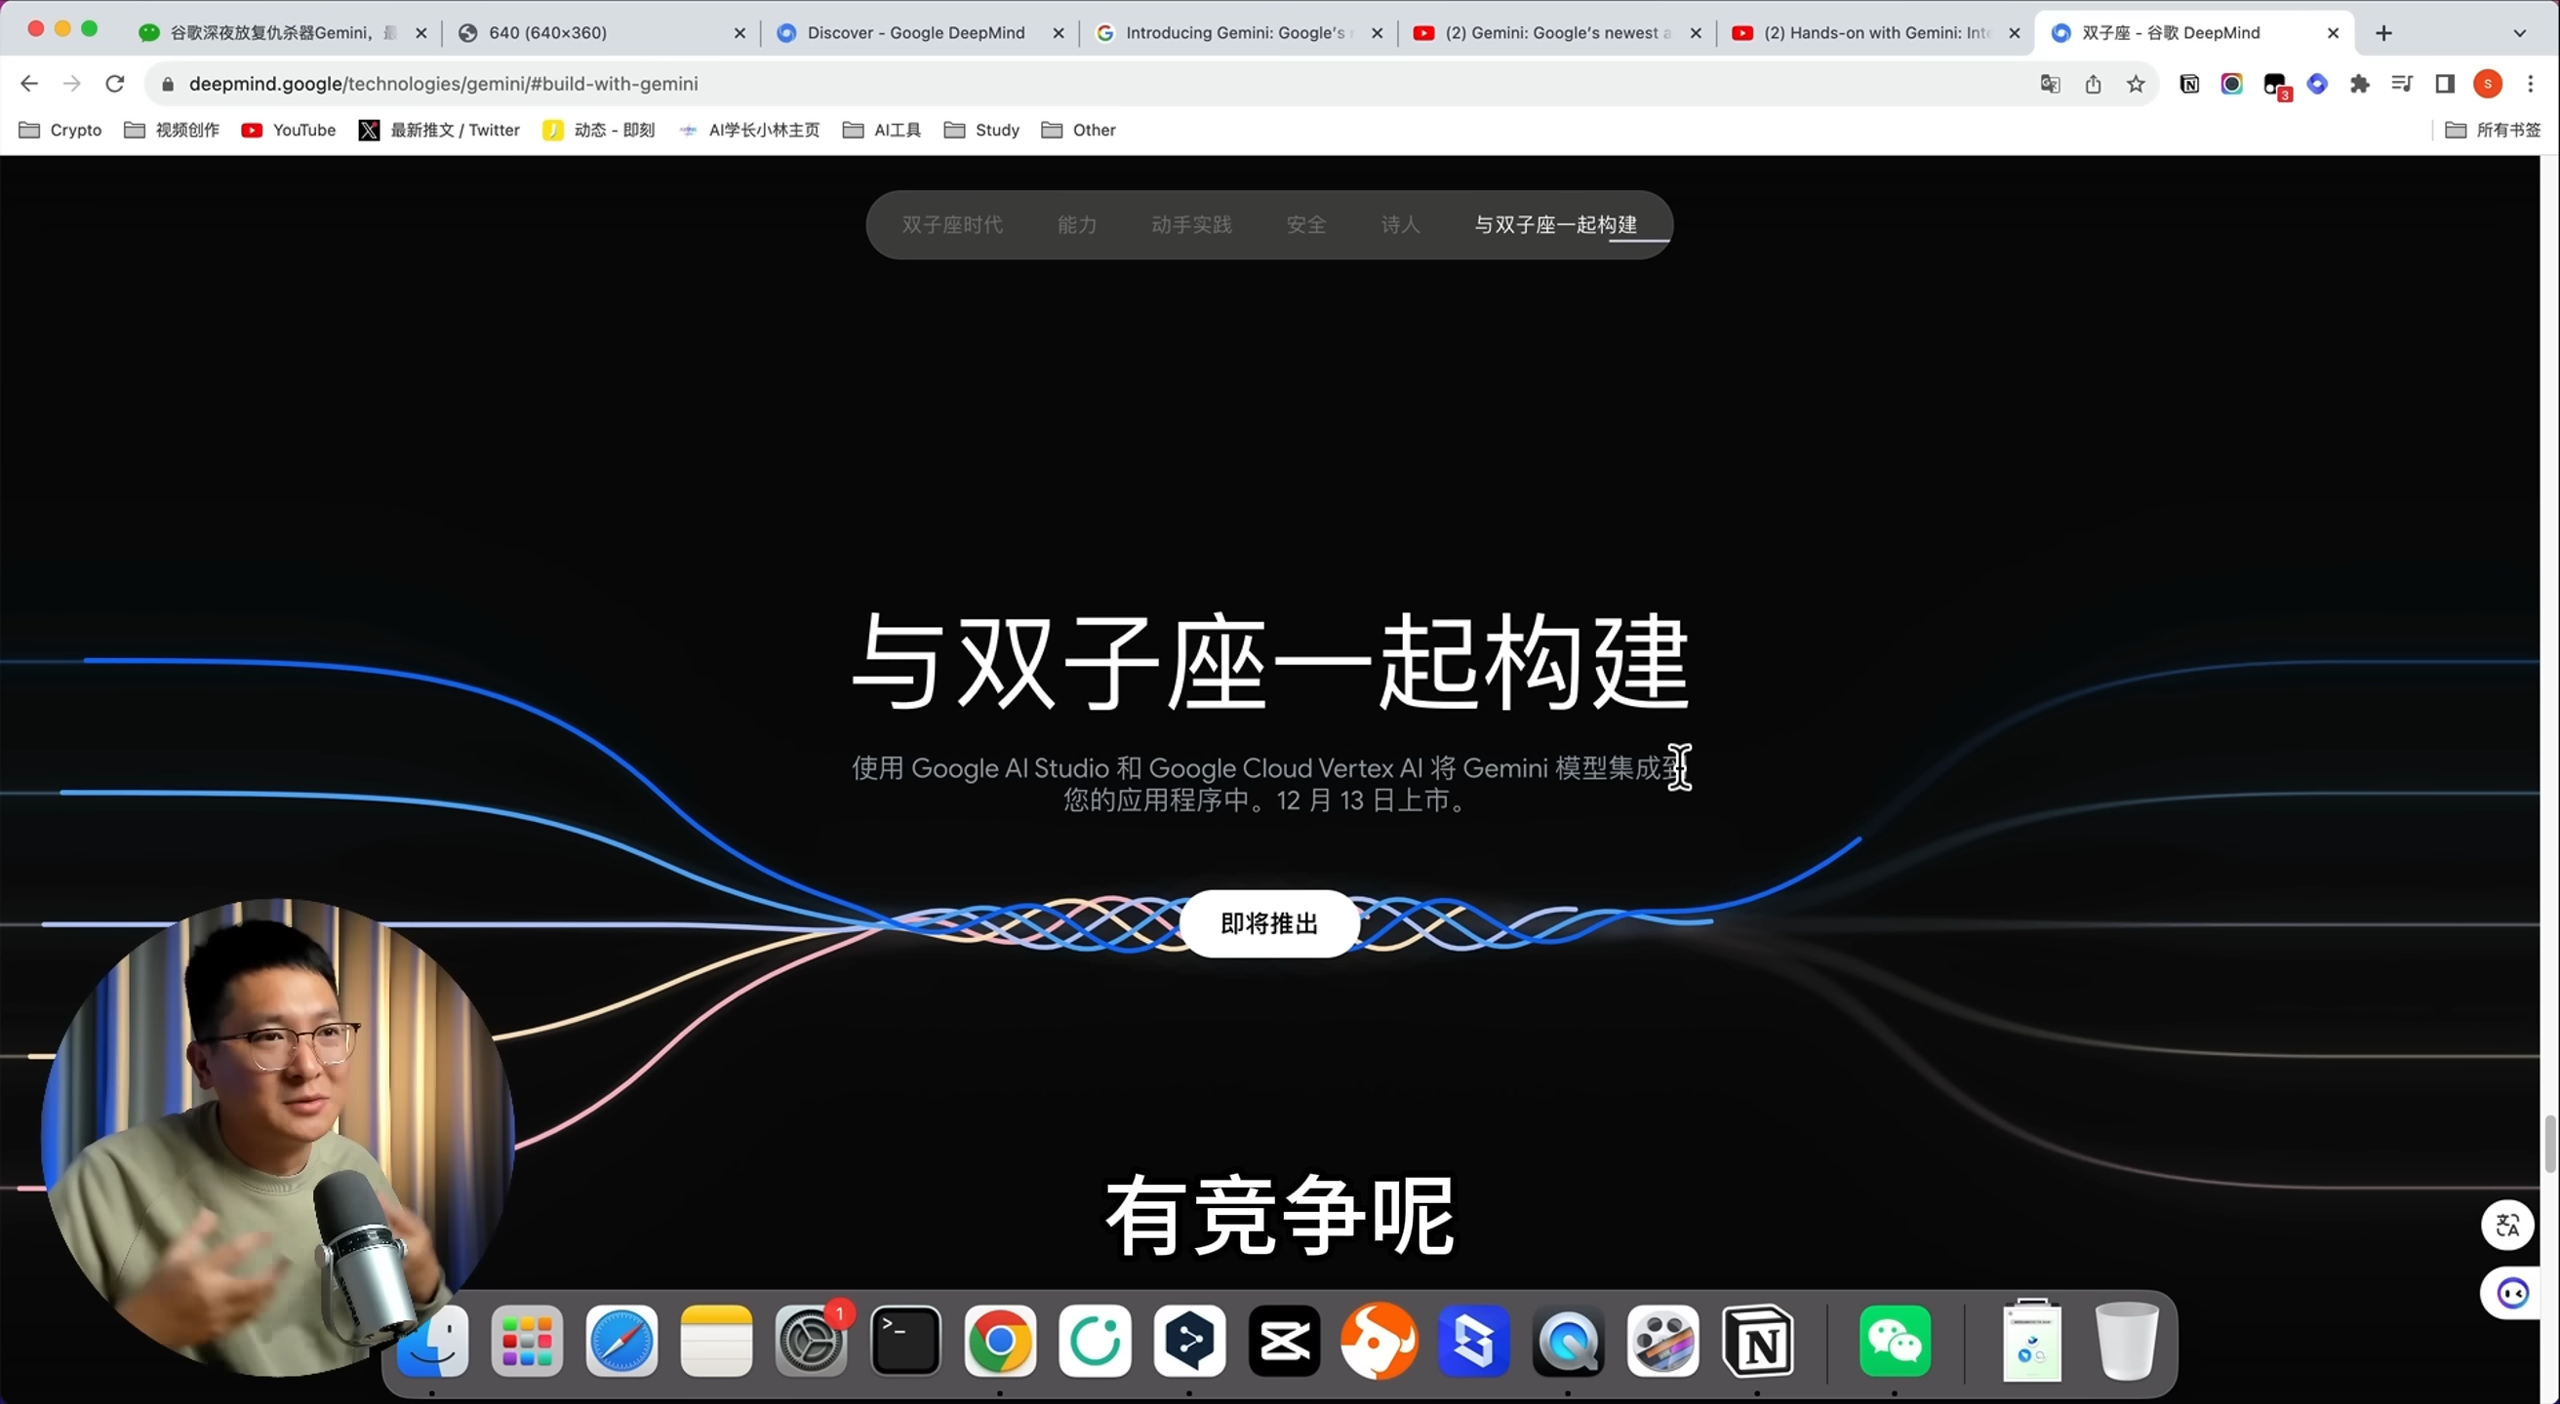 谷歌深夜放复仇杀器Gemini，
640 (640×360)
Discover - Google DeepMind
Introducing Gemini: Google's
(2) Gemini: Google's newest a
(2) Hands-on with Gemini: Inte
双子座 - 谷歌 DeepMind
deepmind.google/technologies/gemini/#build-with-gemini
3
S
Crypto
视频创作
YouTube
最新推文 / Twitter
动态 - 即刻
AI学长小林主页
AI工具
Study
Other
所有书签
双子座时代
能力
动手实践
安全
诗人
与双子座一起构建
与双子座一起构建
使用 Google AI Studio 和 Google Cloud Vertex AI 将 Gemini 模型集成到
您的应用程序中。12 月 13 日上市。
即将推出
有竞争呢
1